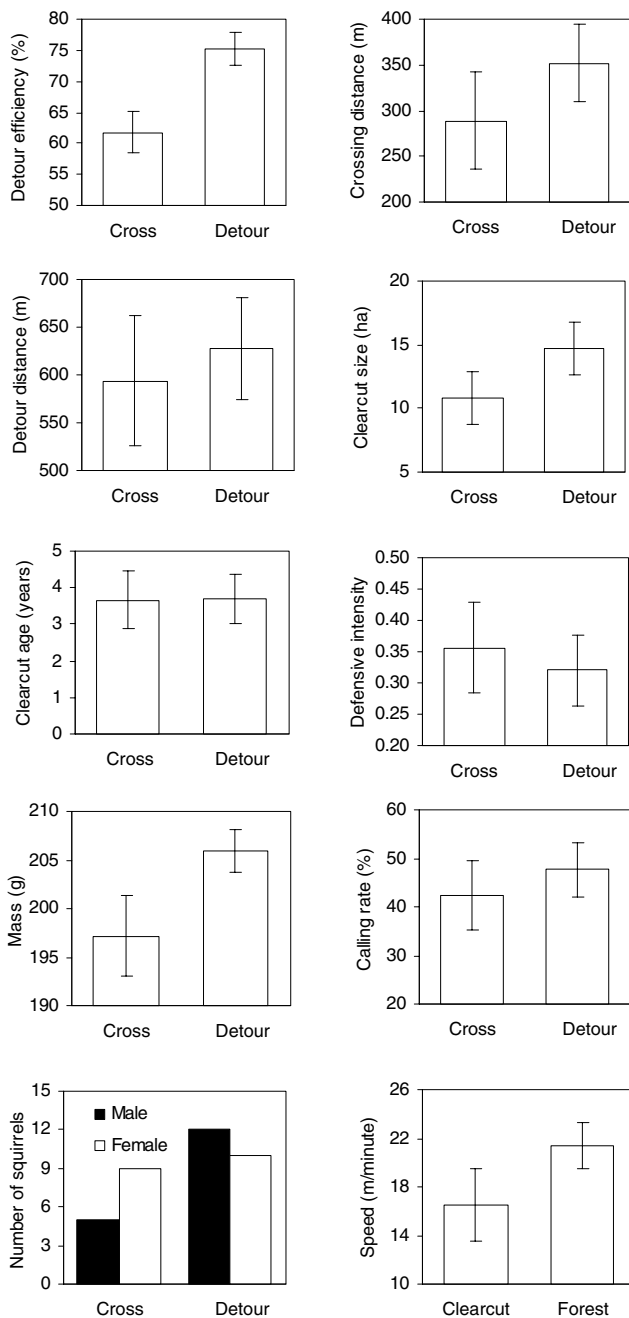 Detour efficiency (%)
80
75
70
65
60
55
50
Cross Detour
Crossing distance (m)
400
350
300
250
200
Cross Detour
Detour distance (m)
700
650
600
550
500
Cross Detour
Clearcut size (ha)
20
15
10
5
Cross Detour
Clearcut age (years)
5
4
3
2
1
0
Cross Detour
Defensive intensity
0.50
0.45
0.40
0.35
0.30
0.25
0.20
Cross Detour
Mass (g)
210
205
200
195
190
Cross Detour
Calling rate (%)
60
50
40
30
20
Cross Detour
Number of squirrels
15
12
9
6
3
0
Male
Female
Cross Detour
Speed (m/minute)
26
22
18
14
10
Clearcut Forest